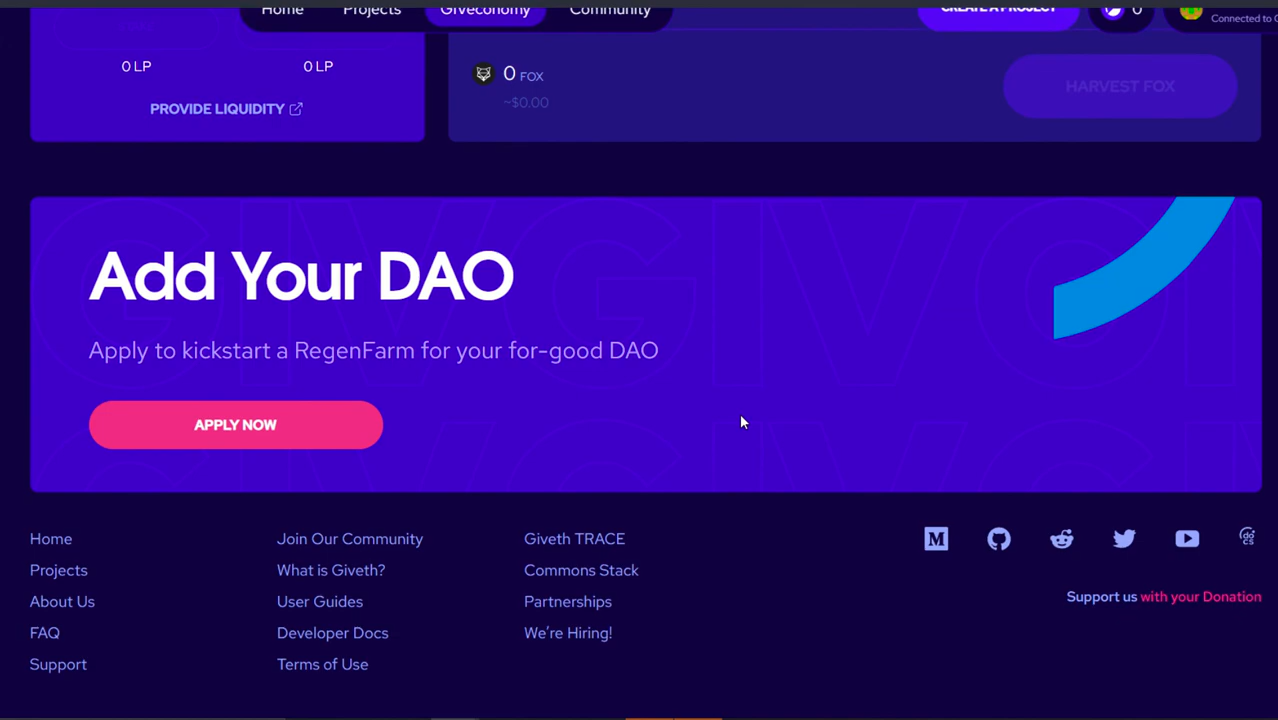 Home Projects Giveconomy Community CREATE A PROJECT 0
Connected to
0 LP 0 LP
PROVIDE LIQUIDITY
0 FOX
~$0.00
HARVEST FOX
Add Your DAO
Apply to kickstart a RegenFarm for your for-good DAO
APPLY NOW
Home Join Our Community Giveth TRACE
Projects What is Giveth? Commons Stack
About Us User Guides Partnerships
FAQ Developer Docs We're Hiring!
Support Terms of Use
Support us with your Donation